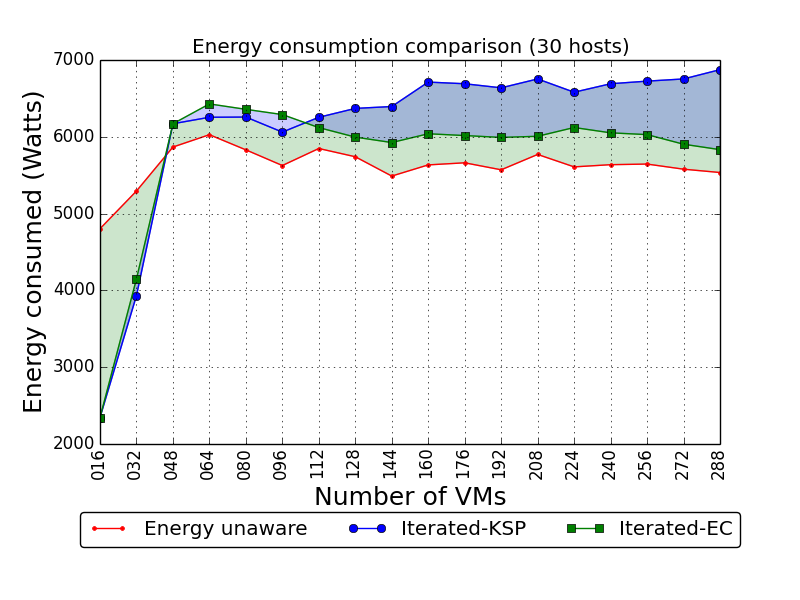 Energy consumption comparison (30 hosts)
Energy consumed (Watts)
7000
6000
5000
4000
3000
2000
016 032 048 064 080 096 112 128 144 160 176 192 208 224 240 256 272 288
Number of VMs
Energy unaware Iterated-KSP Iterated-EC